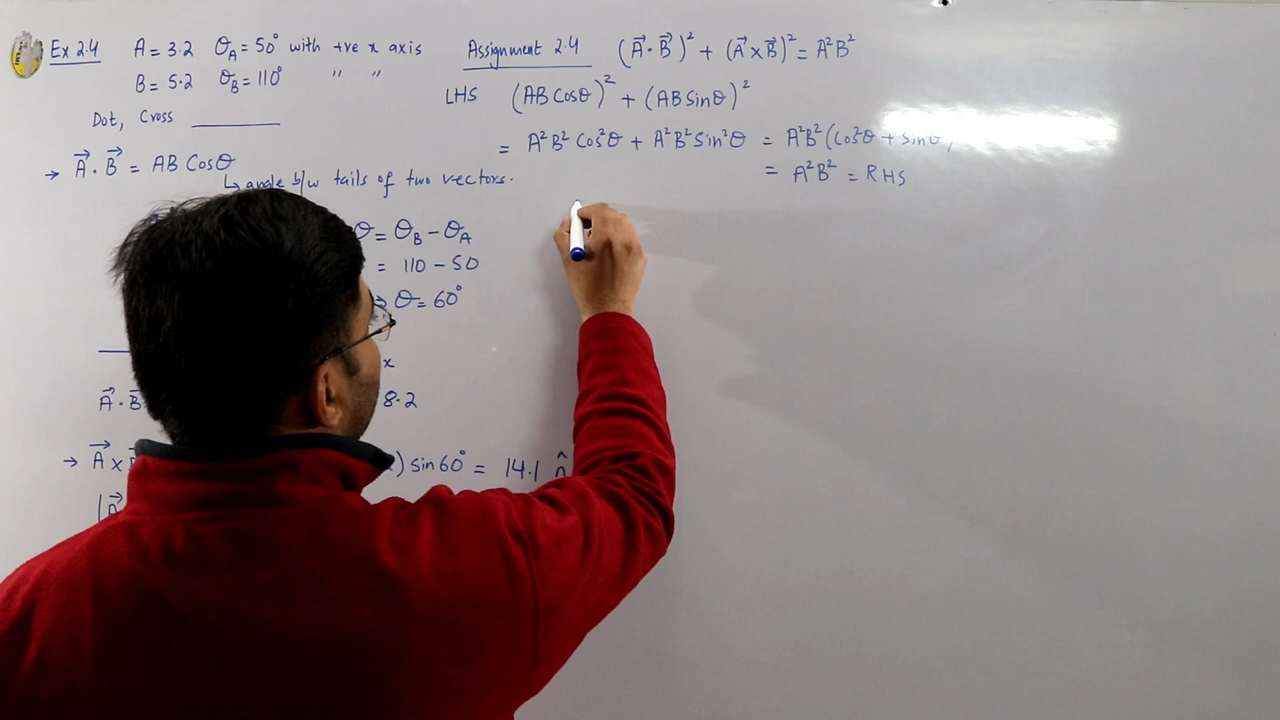 Ex 2.4 A = 3.2 θ_A = 50° with +ve x axis
B = 5.2 θ_B = 110° " "
Dot, Cross ______
→ A⃗ · B⃗ = AB Cosθ
↳ angle b/w tails of two vectors.
θ = θ_B − θ_A
= 110 − 50
θ = 60°
x
A⃗ · B⃗ 8.2
→ A⃗ x ) sin60° = 14.1 n̂
|A⃗
Assignment 2.4 (A⃗ · B⃗)² + (A⃗ x B⃗)² = A²B²
LHS (AB Cosθ)² + (AB Sinθ)²
= A²B² Cos²θ + A²B² Sin²θ = A²B² (Cos²θ + Sin θ)
= A²B² = RHS